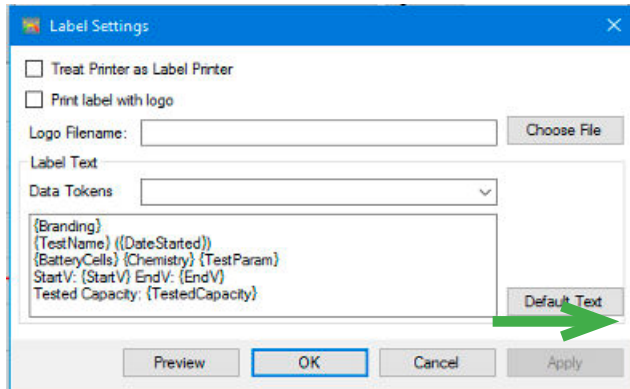 Label Settings
Treat Printer as Label Printer
Print label with logo
Logo Filename:
Choose File
Label Text
Data Tokens
{Branding}
{TestName} ({DateStarted})
{BatteryCells} {Chemistry} {TestParam}
StartV: {StartV} EndV: {EndV}
Tested Capacity: {TestedCapacity}
Default Text
Preview OK Cancel Apply